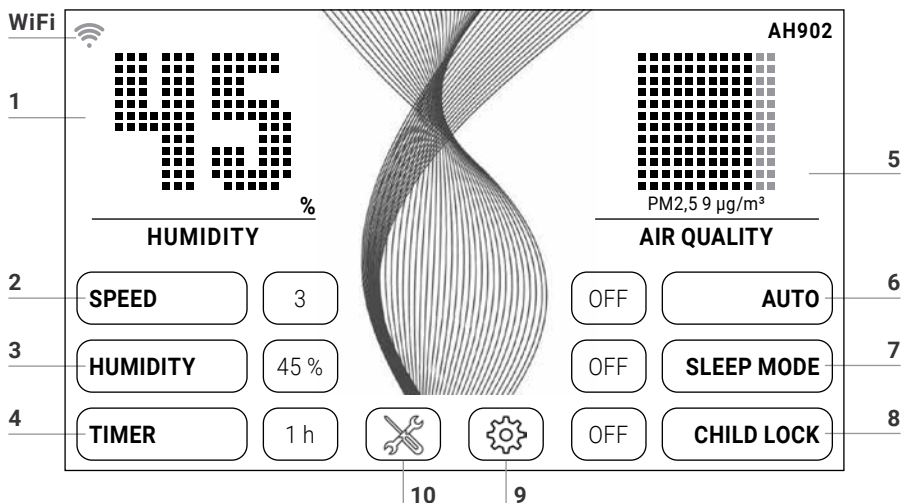 WiFi
AH902
1
45
%
HUMIDITY
5
PM2,5 9 µg/m³
AIR QUALITY
2
SPEED
3
OFF
AUTO
6
3
HUMIDITY
45 %
OFF
SLEEP MODE
7
4
TIMER
1 h
OFF
CHILD LOCK
8
10
9